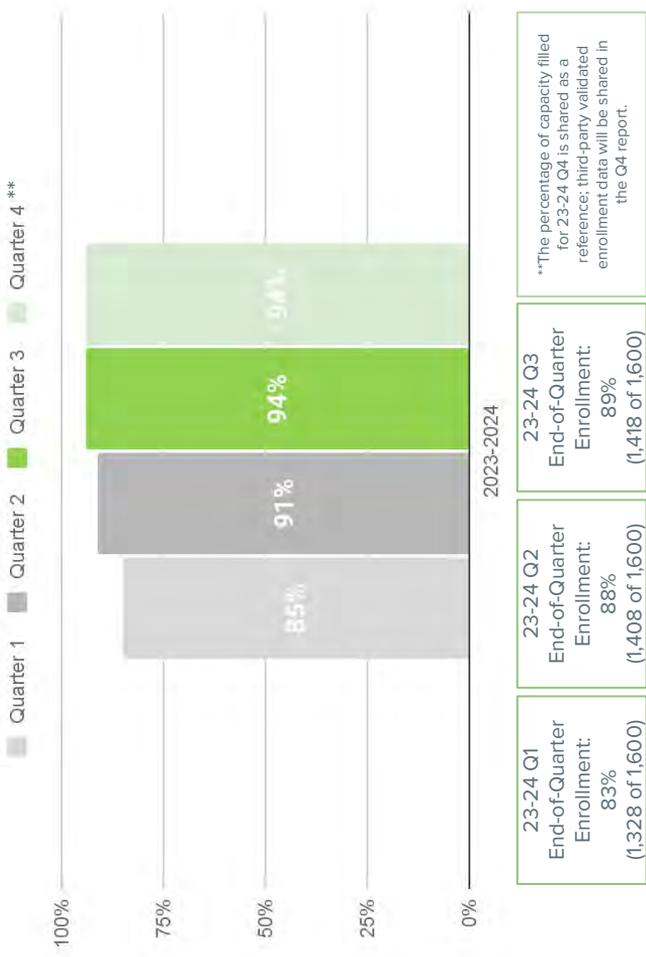 Quarter 1 Quarter 2 Quarter 3 Quarter 4 **
100%
75%
50%
25%
0%
85%
91%
94%
94%
2023-2024
23-24 Q1
End-of-Quarter
Enrollment:
83%
(1,328 of 1,600)
23-24 Q2
End-of-Quarter
Enrollment:
88%
(1,408 of 1,600)
23-24 Q3
End-of-Quarter
Enrollment:
89%
(1,418 of 1,600)
**The percentage of capacity filled
for 23-24 Q4 is shared as a
reference; third-party validated
enrollment data will be shared in
the Q4 report.